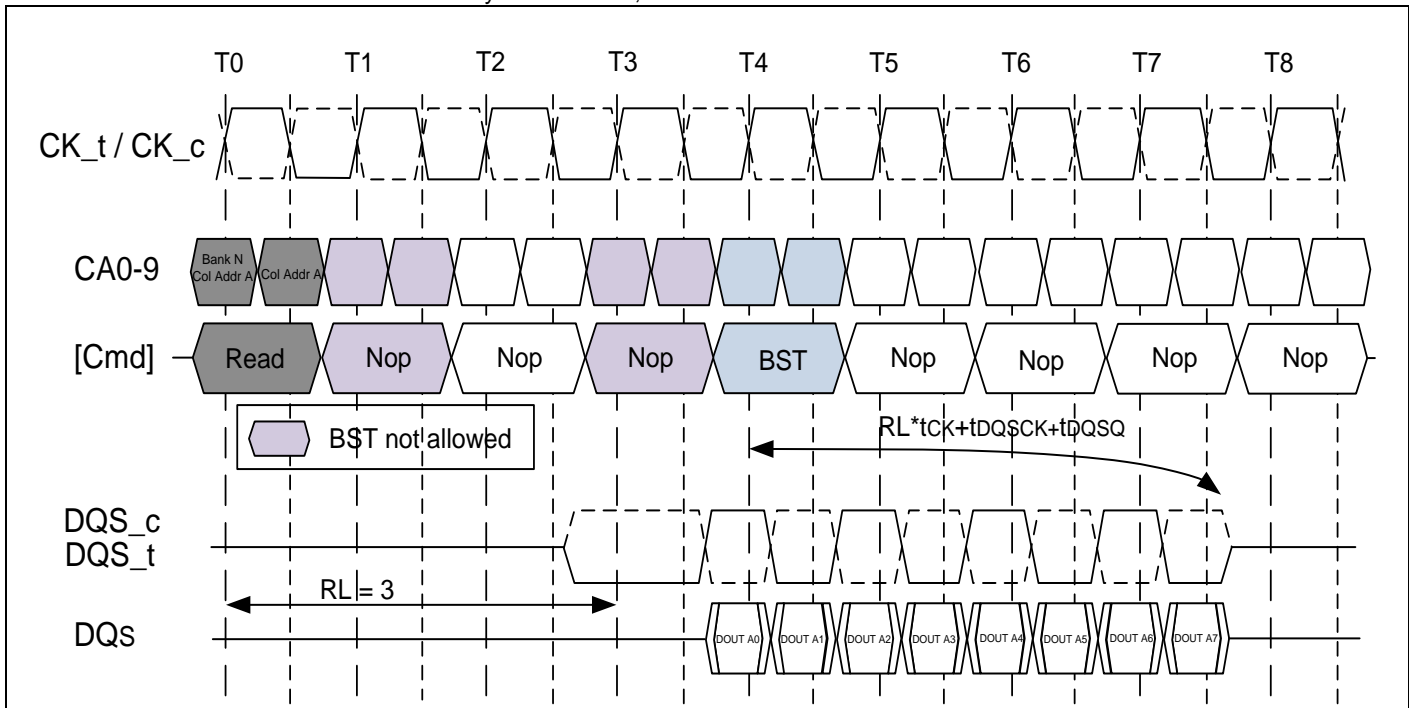 T0 T1 T2 T3 T4 T5 T6 T7 T8
CK_t / CK_c
Bank N
Col Addr A Col Addr A
CA0-9
[Cmd] Read Nop Nop Nop BST Nop Nop Nop Nop
BST not allowed
RL*tCK+tDQSCK+tDQSQ
DQS_c
DQS_t
RL = 3
DQs DOUT A0 DOUT A1 DOUT A2 DOUT A3 DOUT A4 DOUT A5 DOUT A6 DOUT A7